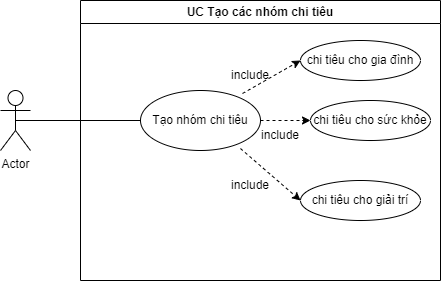 UC Tạo các nhóm chi tiêu
chi tiêu cho gia đình
include
Tạo nhóm chi tiêu
include
chi tiêu cho sức khỏe
Actor
include
chi tiêu cho giải trí